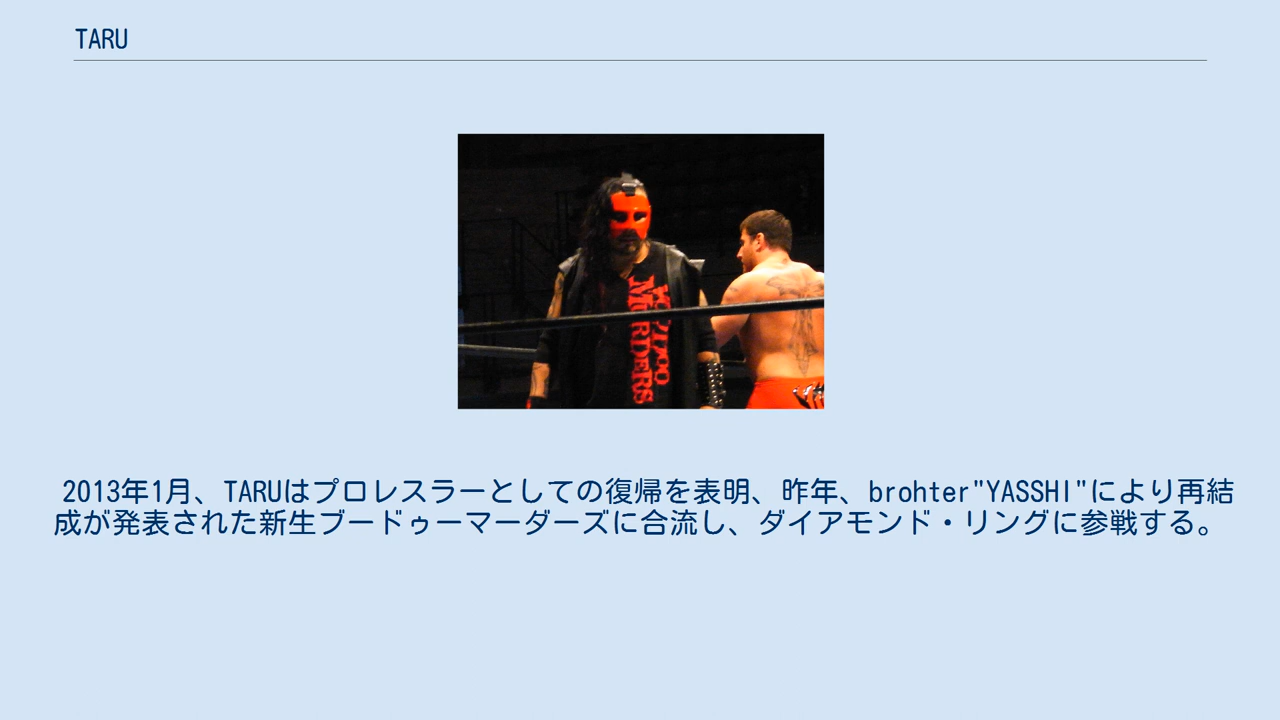 TARU
VOODOO
MURDERS
2013年1月、TARUはプロレスラーとしての復帰を表明、昨年、brohter"YASSHI"により再結
成が発表された新生ブードゥーマーダーズに合流し、ダイアモンド・リングに参戦する。